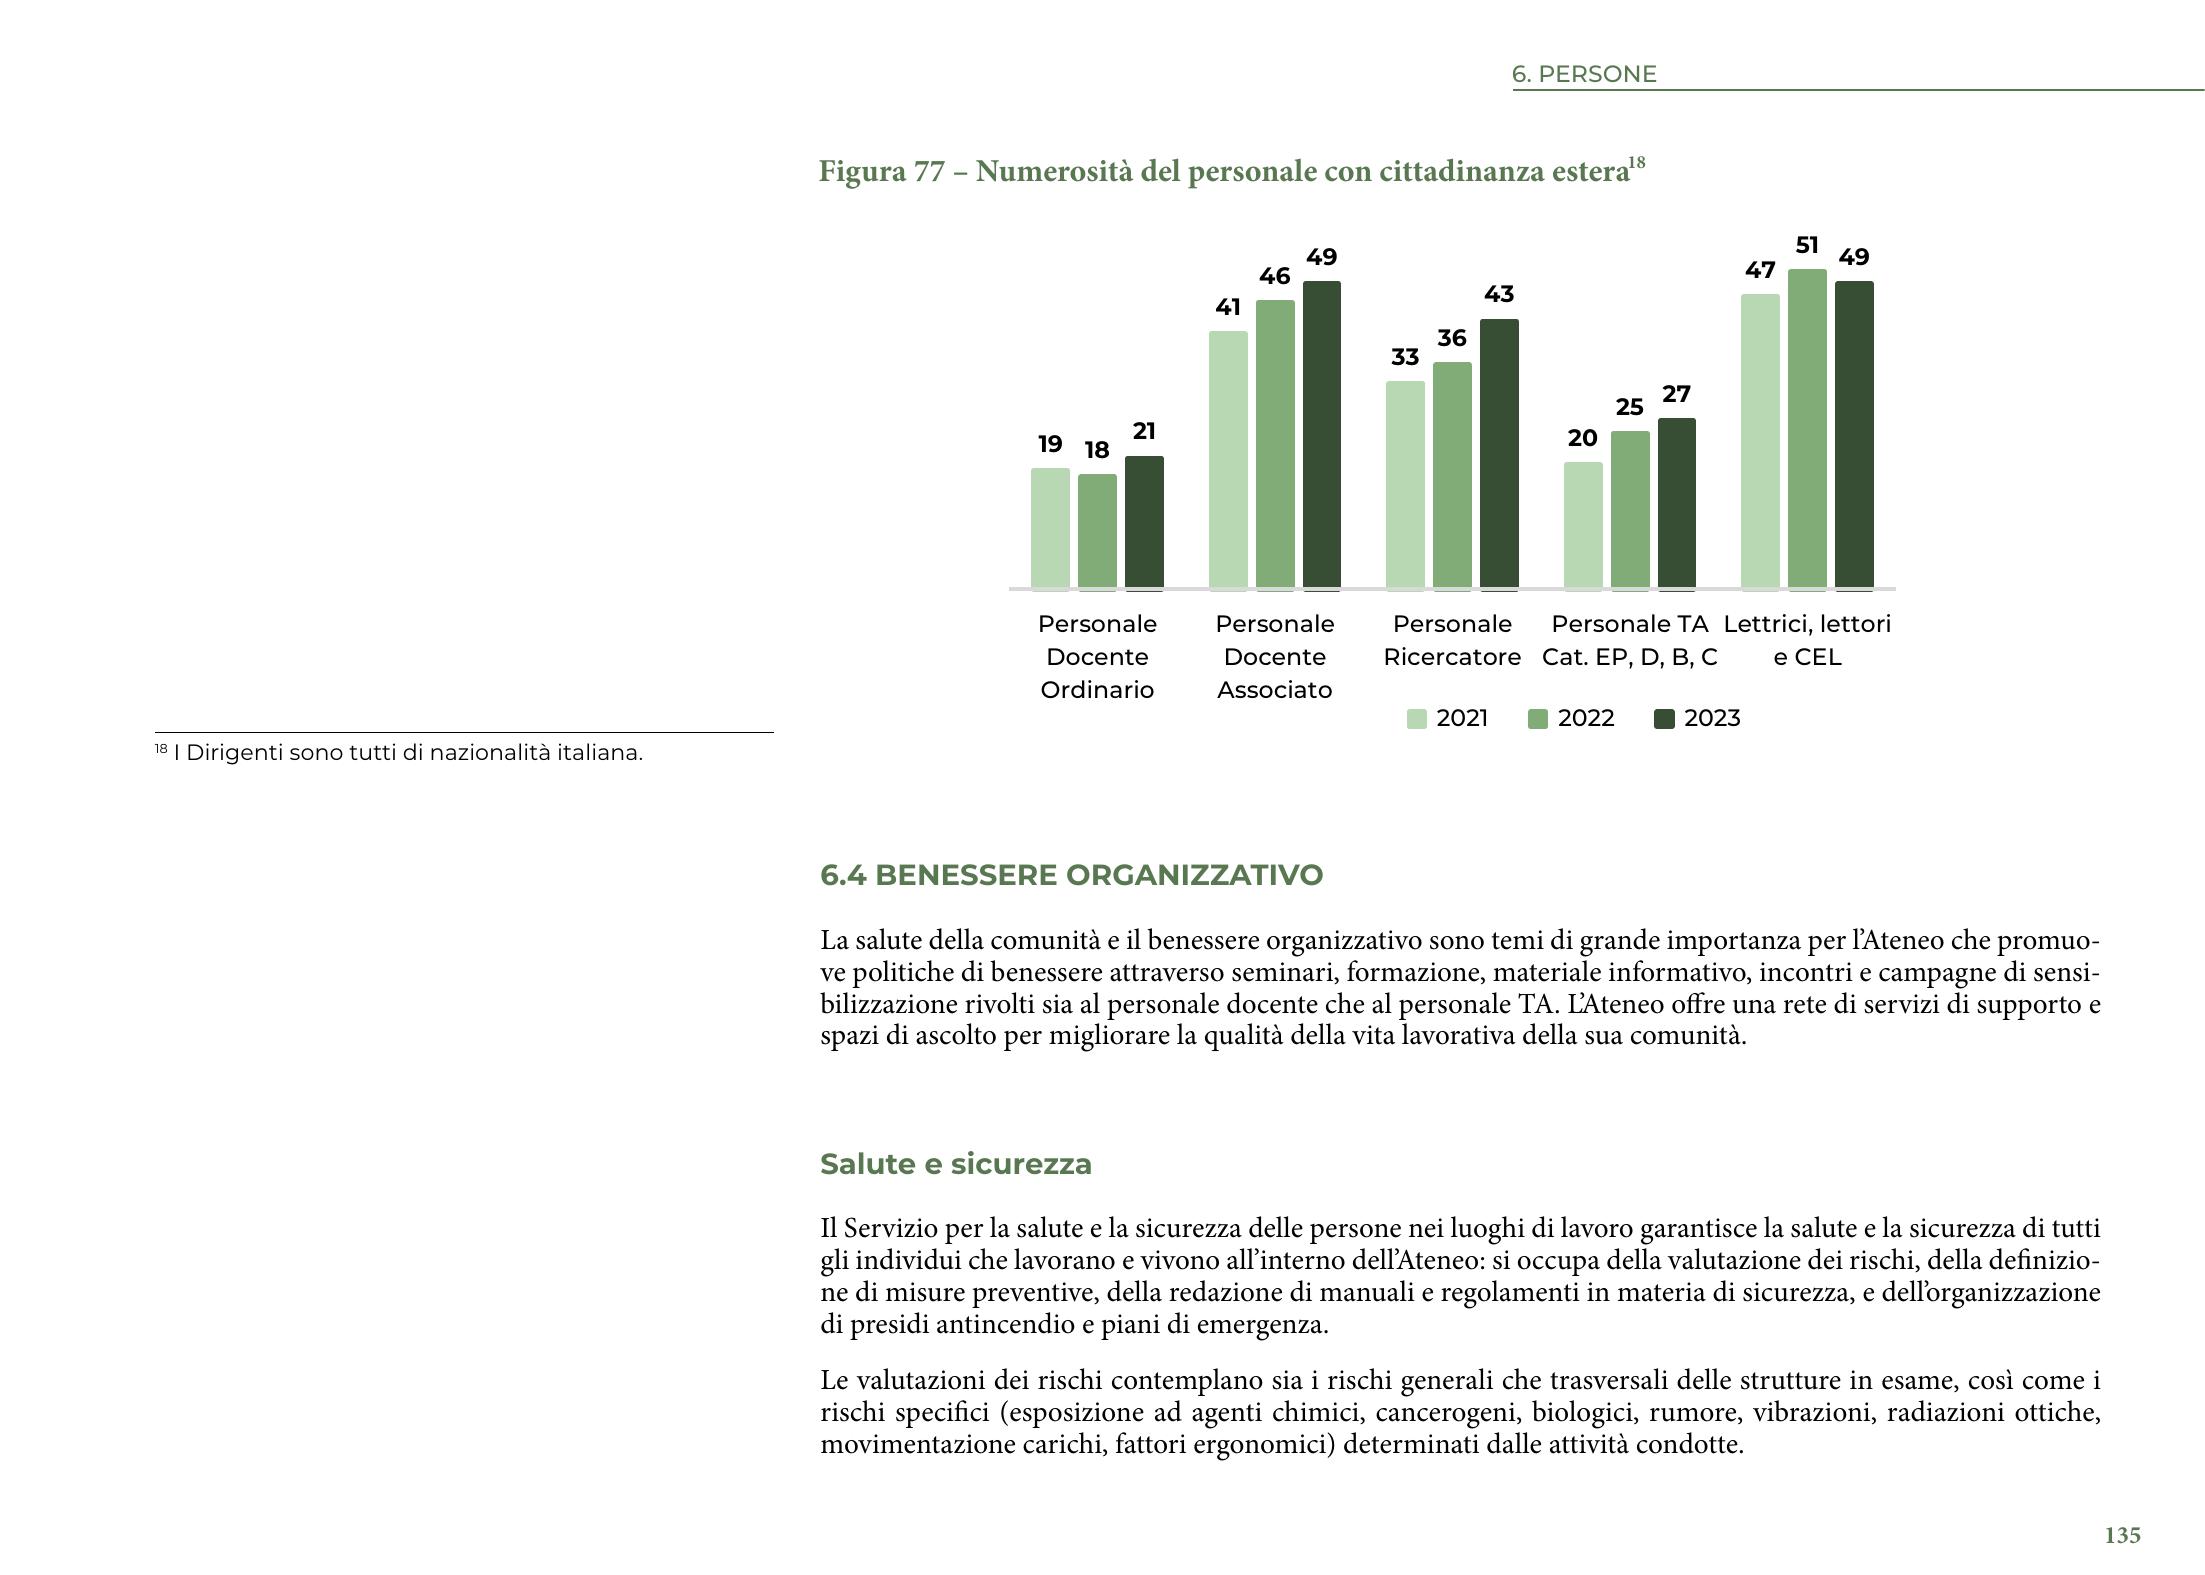 6. PERSONE
Figura 77 – Numerosità del personale con cittadinanza estera18
19 18 21
41 46 49
33 36 43
20 25 27
47 51 49
Personale
Docente
Ordinario
Personale
Docente
Associato
Personale
Ricercatore
Personale TA
Cat. EP, D, B, C
Lettrici, lettori
e CEL
2021 2022 2023
18 I Dirigenti sono tutti di nazionalità italiana.
6.4 BENESSERE ORGANIZZATIVO
La salute della comunità e il benessere organizzativo sono temi di grande importanza per l’Ateneo che promuo-
ve politiche di benessere attraverso seminari, formazione, materiale informativo, incontri e campagne di sensi-
bilizzazione rivolti sia al personale docente che al personale TA. L’Ateneo offre una rete di servizi di supporto e
spazi di ascolto per migliorare la qualità della vita lavorativa della sua comunità.
Salute e sicurezza
Il Servizio per la salute e la sicurezza delle persone nei luoghi di lavoro garantisce la salute e la sicurezza di tutti
gli individui che lavorano e vivono all’interno dell’Ateneo: si occupa della valutazione dei rischi, della definizio-
ne di misure preventive, della redazione di manuali e regolamenti in materia di sicurezza, e dell’organizzazione
di presidi antincendio e piani di emergenza.
Le valutazioni dei rischi contemplano sia i rischi generali che trasversali delle strutture in esame, così come i
rischi specifici (esposizione ad agenti chimici, cancerogeni, biologici, rumore, vibrazioni, radiazioni ottiche,
movimentazione carichi, fattori ergonomici) determinati dalle attività condotte.
135